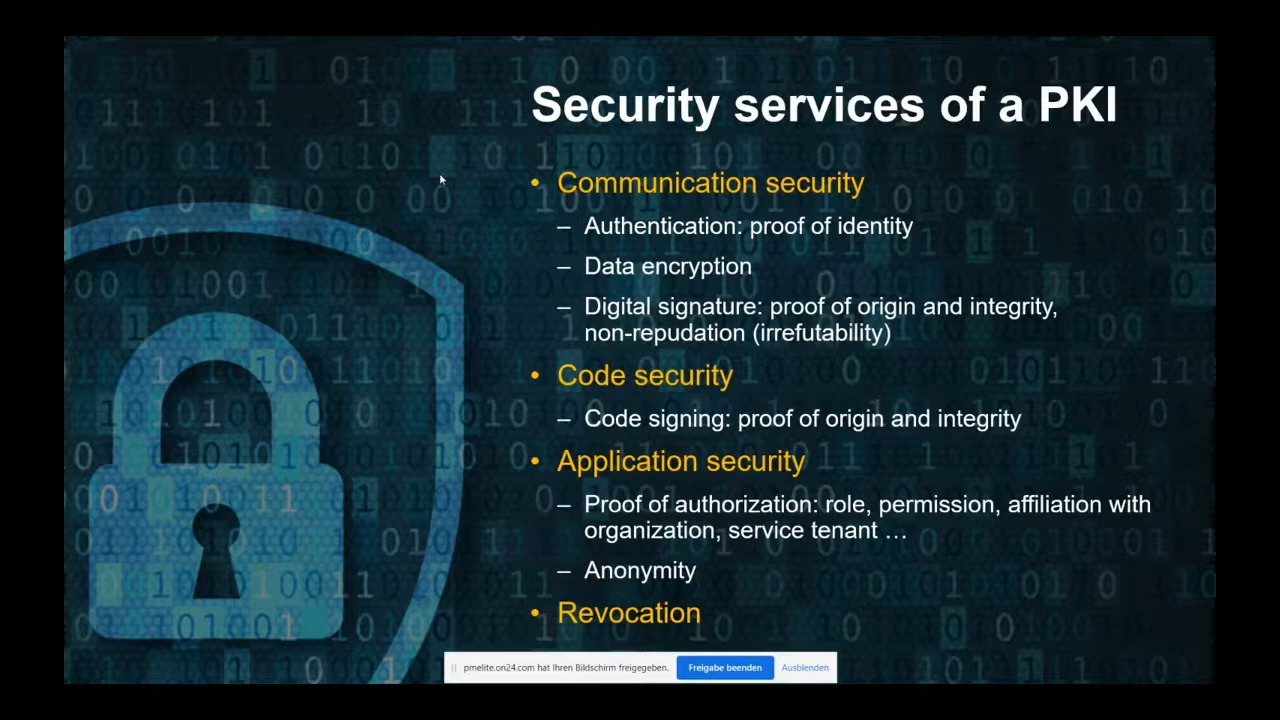 Security services of a PKI
• Communication security
– Authentication: proof of identity
– Data encryption
– Digital signature: proof of origin and integrity,
non-repudation (irrefutability)
• Code security
– Code signing: proof of origin and integrity
• Application security
– Proof of authorization: role, permission, affiliation with
organization, service tenant …
– Anonymity
• Revocation
pmelite.on24.com hat Ihren Bildschirm freigegeben. Freigabe beenden Ausblenden